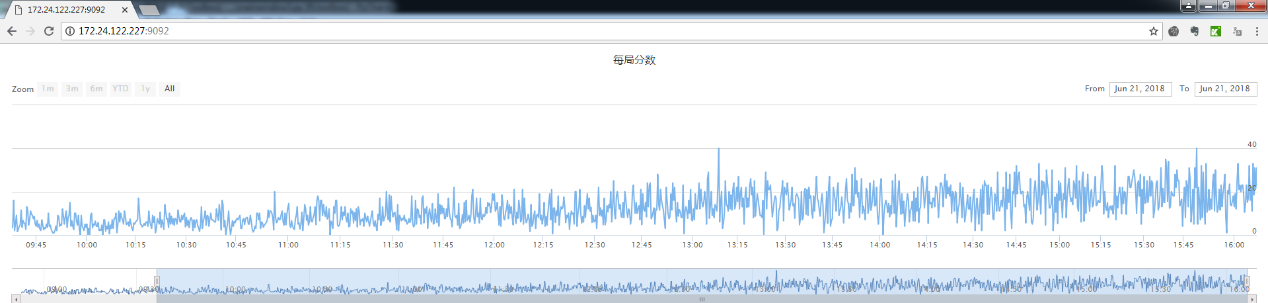 172.24.122.227:9092
172.24.122.227:9092
每局分数
Zoom 1m 3m 6m YTD 1y All From Jun 21, 2018 To Jun 21, 2018
40
20
0
09:45 10:00 10:15 10:30 10:45 11:00 11:15 11:30 11:45 12:00 12:15 12:30 12:45 13:00 13:15 13:30 13:45 14:00 14:15 14:30 14:45 15:00 15:15 15:30 15:45 16:00